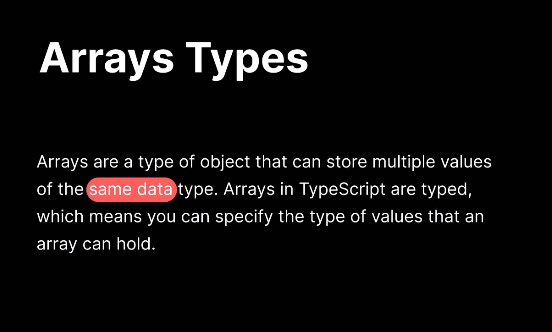 Arrays Types
Arrays are a type of object that can store multiple values
of the same data type. Arrays in TypeScript are typed,
which means you can specify the type of values that an
array can hold.